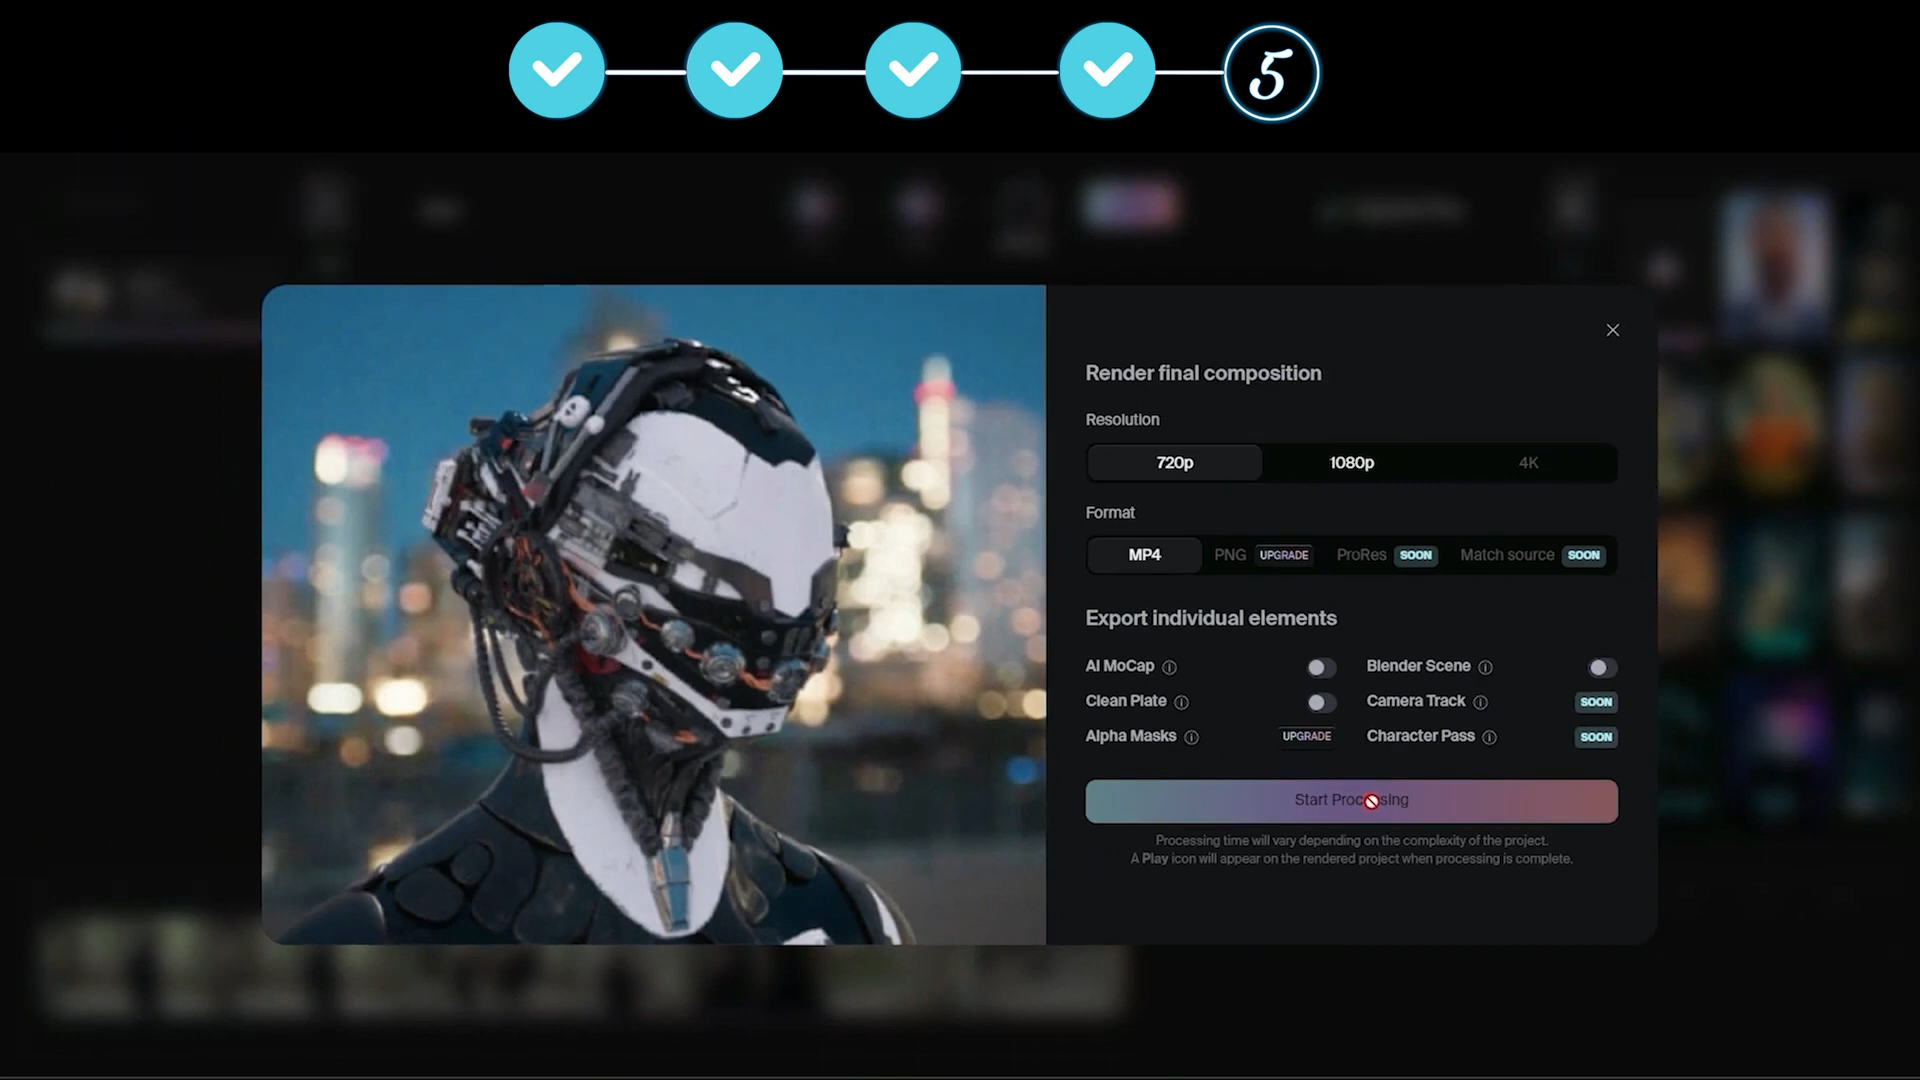 5
Render final composition
Resolution
720p 1080p 4K
Format
MP4 PNG UPGRADE ProRes SOON Match source SOON
Export individual elements
AI MoCap Blender Scene
Clean Plate Camera Track SOON
Alpha Masks UPGRADE Character Pass SOON
Start Processing
Processing time will vary depending on the complexity of the project.
A Play icon will appear on the rendered project when processing is complete.